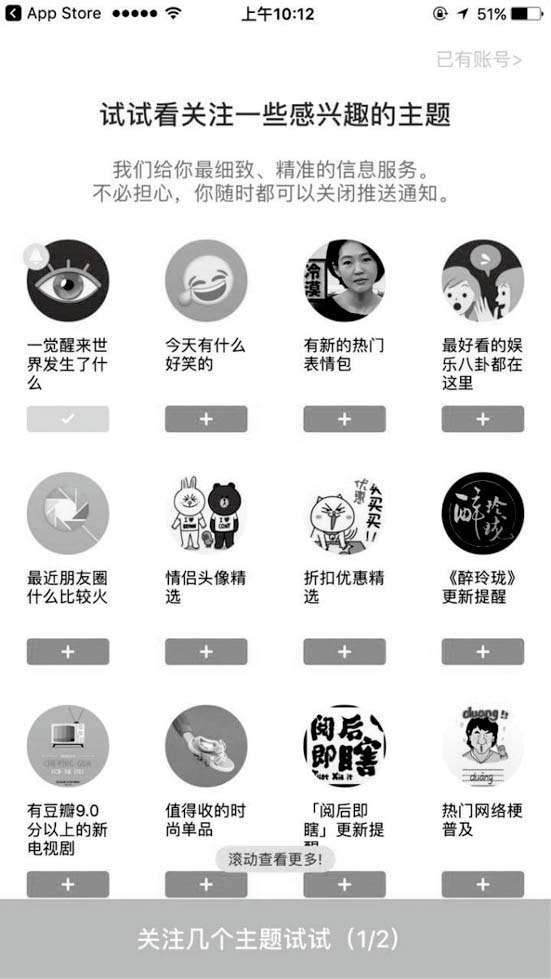 App Store
上午10:12
51%
已有账号>
试试看关注一些感兴趣的主题
我们给你最细致、精准的信息服务。
不必担心，你随时都可以关闭推送通知。
冷漠
一觉醒来世
界发生了什
么
今天有什么
好笑的
有新的热门
表情包
最好看的娱
乐八卦都在
这里
I
CONY
优惠
买买买!!
醉玲珑
最近朋友圈
什么比较火
情侣头像精
选
折扣优惠精
选
《醉玲珑》
更新提醒
阅后
即瞎
duang!!
duāng
有豆瓣9.0
分以上的新
电视剧
值得收的时
尚单品
「阅后即
瞎」更新提
醒
热门网络梗
普及
滚动查看更多!
关注几个主题试试（1/2）